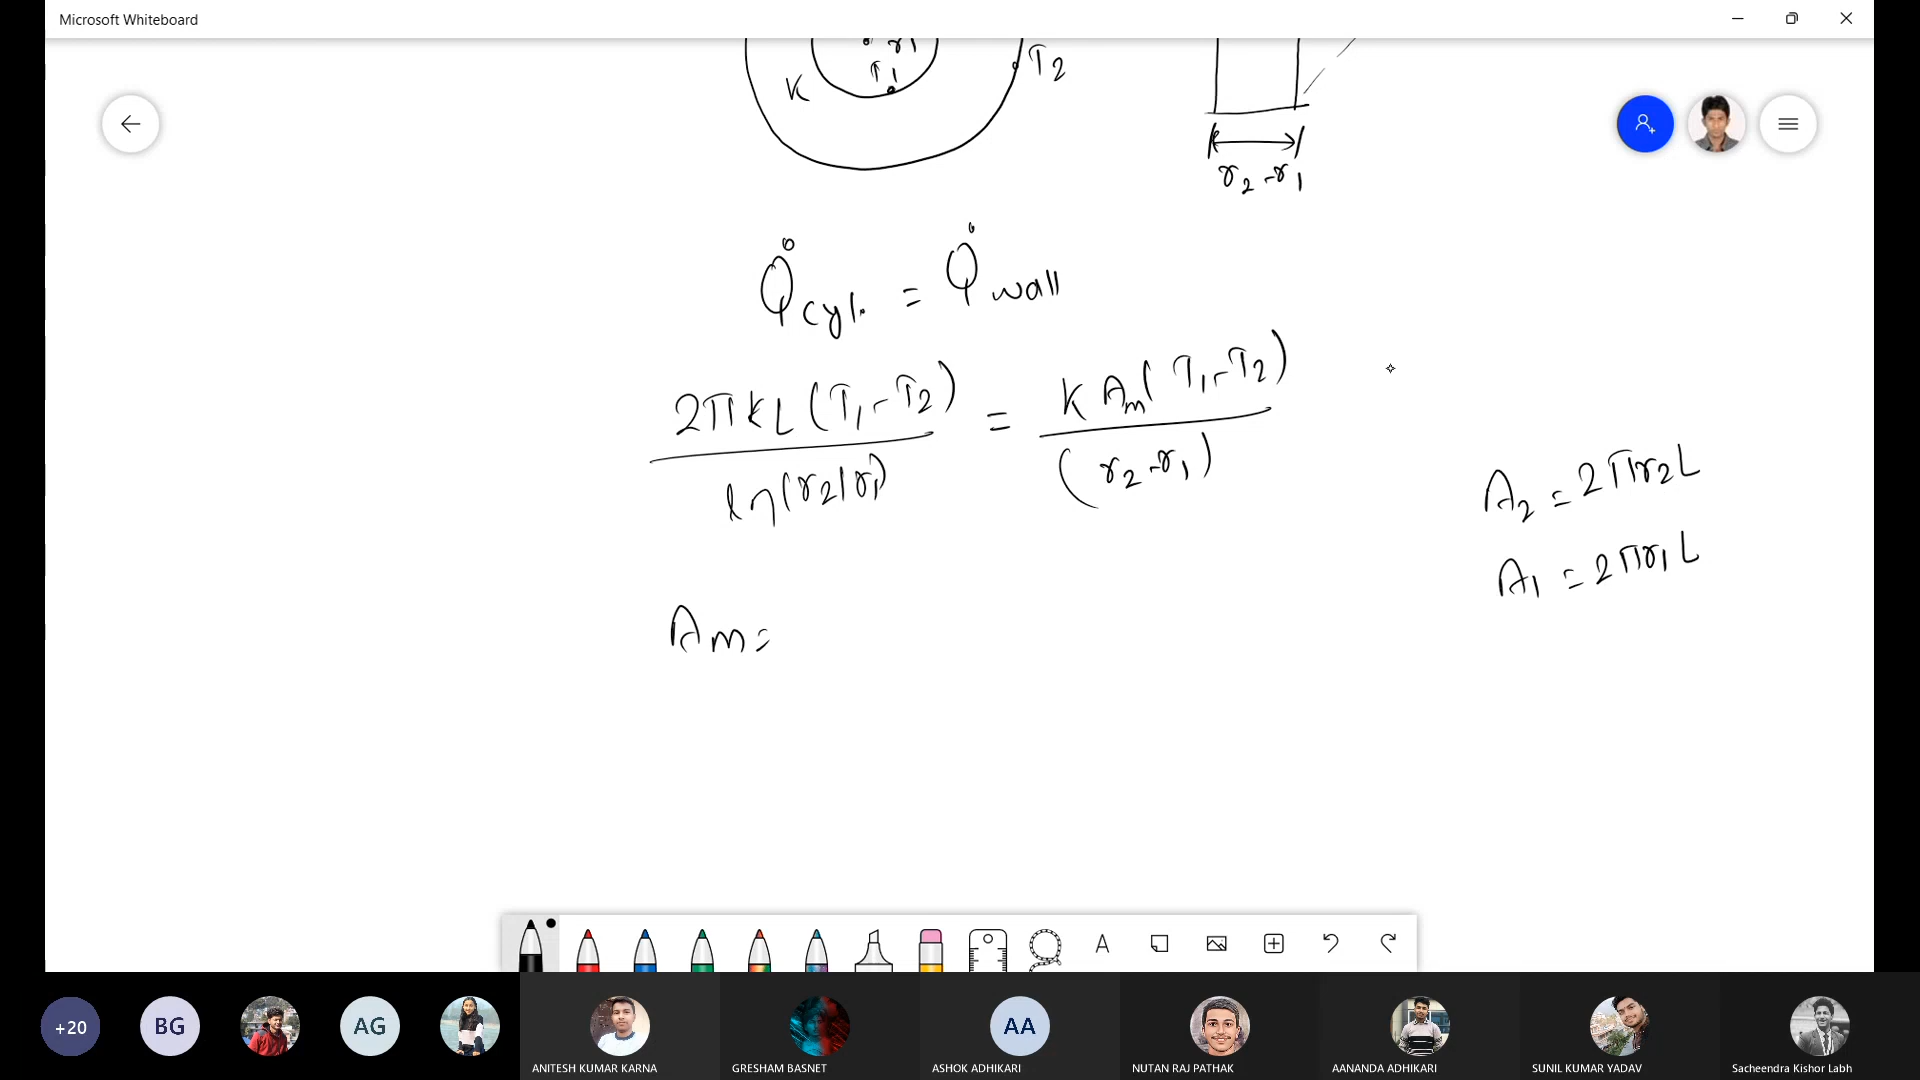 Microsoft Whiteboard
r1
T1
K
T2
r2-r1
Q̇cyl. = Q̇wall
2πKL(T1-T2) / ln(r2/r1) = KAm(T1-T2) / (r2-r1)
A2 = 2πr2L
A1 = 2πr1L
Am=
A
+20
BG
AG
AA
ANITESH KUMAR KARNA
GRESHAM BASNET
ASHOK ADHIKARI
NUTAN RAJ PATHAK
AANANDA ADHIKARI
SUNIL KUMAR YADAV
Sacheendra Kishor Labh